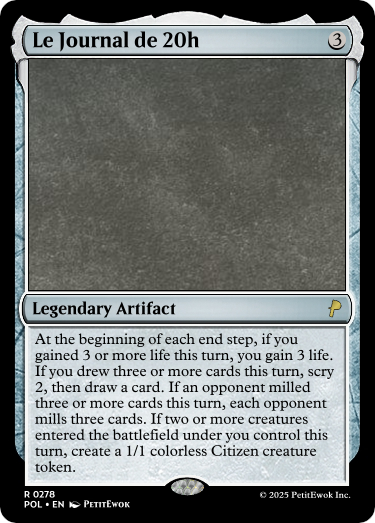 Le Journal de 20h 3
Legendary Artifact
At the beginning of each end step, if you
gained 3 or more life this turn, you gain 3 life.
If you drew three or more cards this turn, scry
2, then draw a card. If an opponent milled
three or more cards this turn, each opponent
mills three cards. If two or more creatures
entered the battlefield under you control this
turn, create a 1/1 colorless Citizen creature
token.
R 0278
POL • EN PetitEwok
© 2025 PetitEwok Inc.